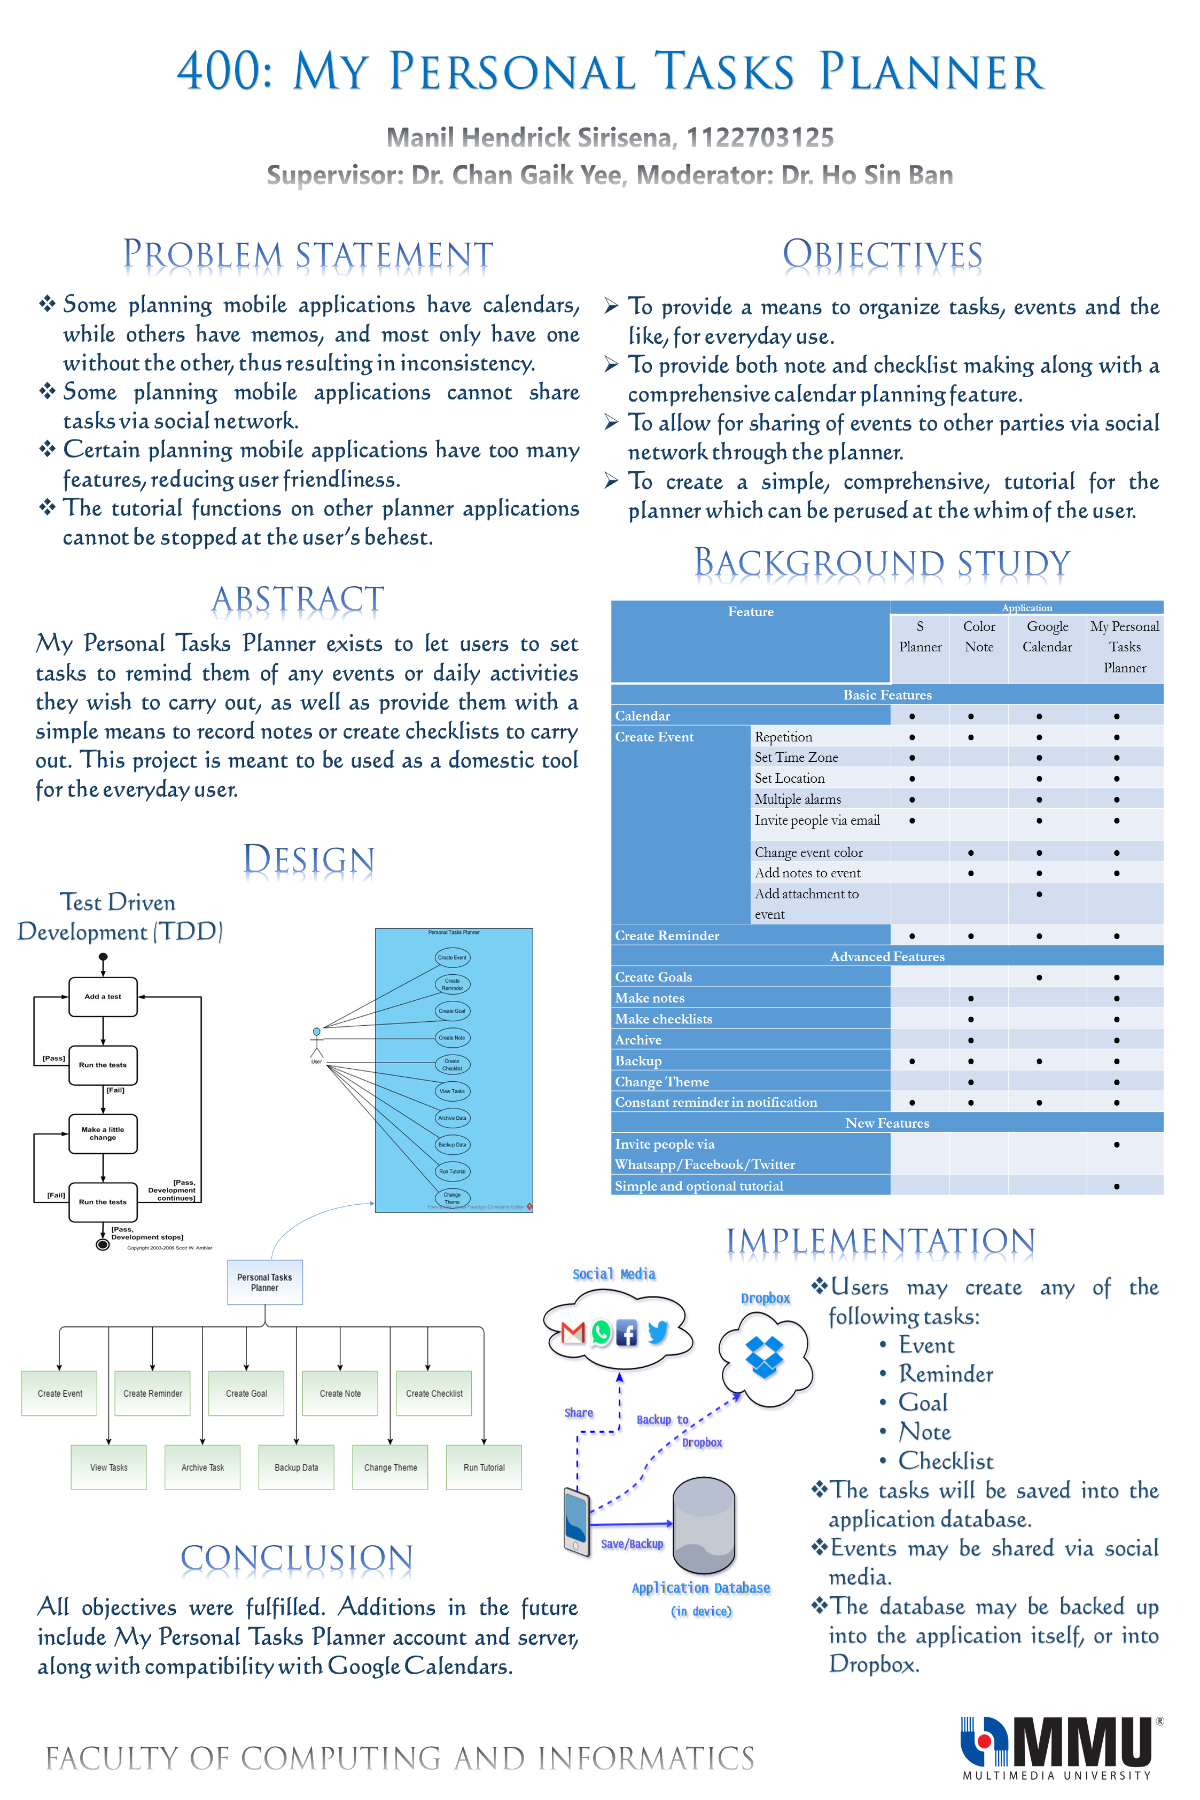 400: My Personal Tasks Planner
Manil Hendrick Sirisena, 1122703125
Supervisor: Dr. Chan Gaik Yee, Moderator: Dr. Ho Sin Ban
Problem statement
❖ Some planning mobile applications have calendars,
while others have memos, and most only have one
without the other, thus resulting in inconsistency.
❖ Some planning mobile applications cannot share
tasks via social network.
❖ Certain planning mobile applications have too many
features, reducing user friendliness.
❖ The tutorial functions on other planner applications
cannot be stopped at the user's behest.
abstract
My Personal Tasks Planner exists to let users to set
tasks to remind them of any events or daily activities
they wish to carry out, as well as provide them with a
simple means to record notes or create checklists to carry
out. This project is meant to be used as a domestic tool
for the everyday user.
Design
Test Driven
Development (TDD)
Add a test
[Pass]
Run the tests
[Fail]
Make a little
change
[Pass,
Development
continues]
[Fail]
Run the tests
[Pass,
Development stops]
Copyright 2003-2006 Scott W. Ambler
Personal Tasks Planner
Create Event
Create
Reminder
Create Goal
Create Note
Create
Checklist
View Tasks
Archive Data
Backup Data
Run Tutorial
Change
Theme
User
Powered By Visual Paradigm Community Edition
Personal Tasks
Planner
Create Event
Create Reminder
Create Goal
Create Note
Create Checklist
View Tasks
Archive Task
Backup Data
Change Theme
Run Tutorial
conclusion
All objectives were fulfilled. Additions in the future
include My Personal Tasks Planner account and server,
along with compatibility with Google Calendars.
Objectives
➢ To provide a means to organize tasks, events and the
like, for everyday use.
➢ To provide both note and checklist making along with a
comprehensive calendar planning feature.
➢ To allow for sharing of events to other parties via social
network through the planner.
➢ To create a simple, comprehensive, tutorial for the
planner which can be perused at the whim of the user.
Background study
Feature Application
S Planner Color Note Google Calendar My Personal Tasks Planner
Basic Features
Calendar ● ● ● ●
Create Event Repetition ● ● ● ●
Set Time Zone ● ● ●
Set Location ● ● ●
Multiple alarms ● ● ●
Invite people via email ● ● ●
Change event color ● ● ●
Add notes to event ● ● ●
Add attachment to
event ●
Create Reminder ● ● ● ●
Advanced Features
Create Goals ● ●
Make notes ● ●
Make checklists ● ●
Archive ● ●
Backup ● ● ● ●
Change Theme ● ●
Constant reminder in notification ● ● ● ●
New Features
Invite people via
Whatsapp/Facebook/Twitter ●
Simple and optional tutorial ●
implementation
Social Media
Dropbox
Share
Backup to
Dropbox
Save/Backup
Application Database
(in device)
❖Users may create any of the
following tasks:
• Event
• Reminder
• Goal
• Note
• Checklist
❖The tasks will be saved into the
application database.
❖Events may be shared via social
media.
❖The database may be backed up
into the application itself, or into
Dropbox.
FACULTY OF COMPUTING AND INFORMATICS
MMU®
MULTIMEDIA UNIVERSITY